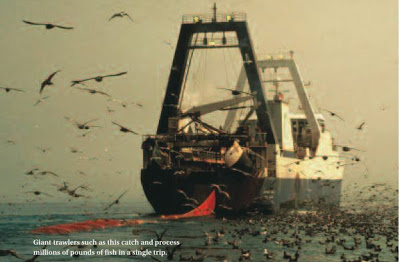 Giant trawlers such as this catch and process
millions of pounds of fish in a single trip.